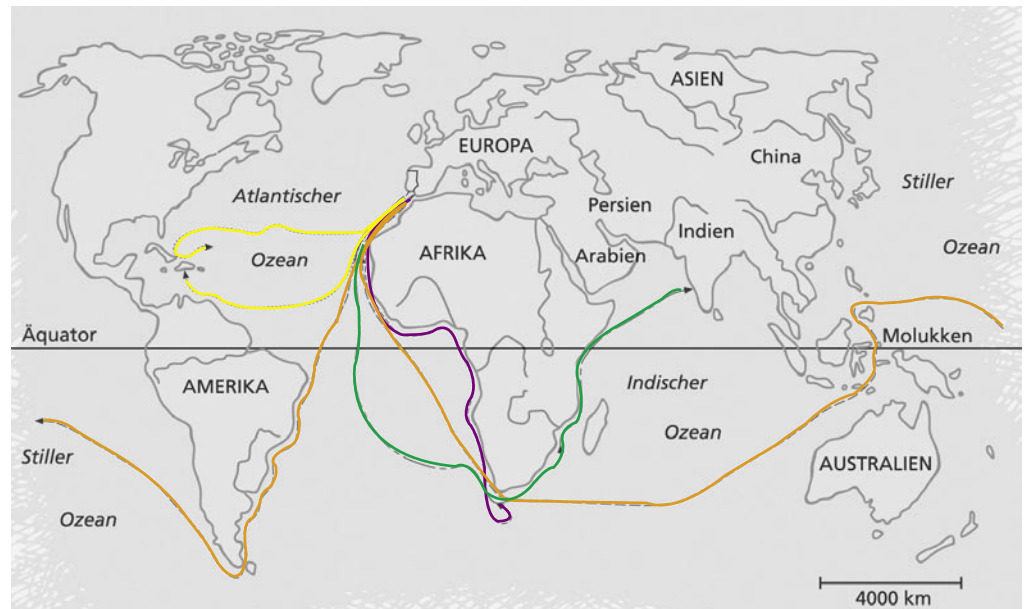 ASIEN
EUROPA
China
Atlantischer
Stiller
Persien
Indien
Ozean
AFRIKA
Arabien
Ozean
Äquator
Molukken
AMERIKA
Indischer
Ozean
Stiller
AUSTRALIEN
Ozean
4000 km